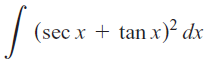 ∫ (sec x + tan x)² dx